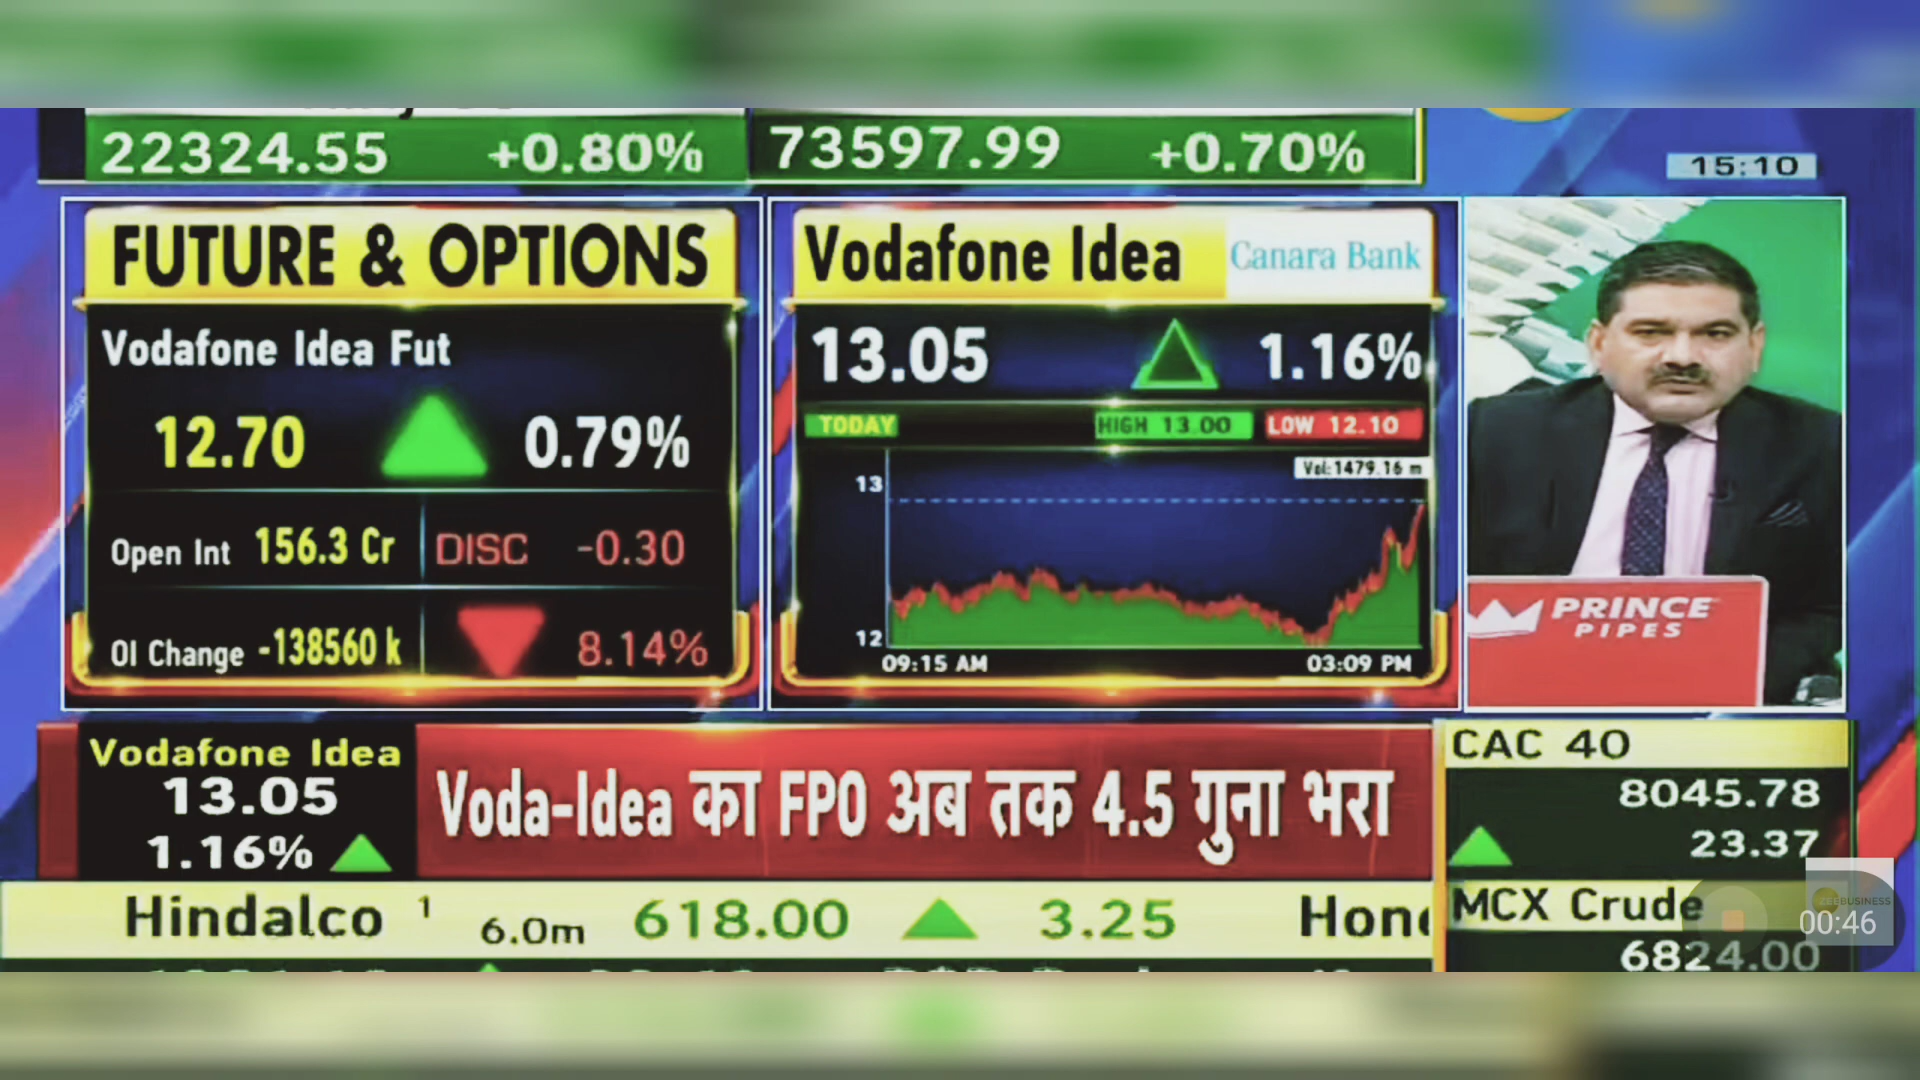 22324.55 +0.80% 73597.99 +0.70%
15:10
FUTURE & OPTIONS
Vodafone Idea Fut
12.70 0.79%
Open Int 156.3 Cr DISC -0.30
OI Change -138560 k 8.14%
Vodafone Idea Canara Bank
13.05 1.16%
TODAY HIGH 13.00 LOW 12.10
Vol:1479.16 m
13
12
09:15 AM 03:09 PM
PRINCE
PIPES
Vodafone Idea
13.05
1.16%
Voda-Idea का FPO अब तक 4.5 गुना भरा
CAC 40
8045.78
23.37
MCX Crude
6824.00
ZEEBUSINESS
00:46
Hindalco 1 6.0m 618.00 3.25 Hon